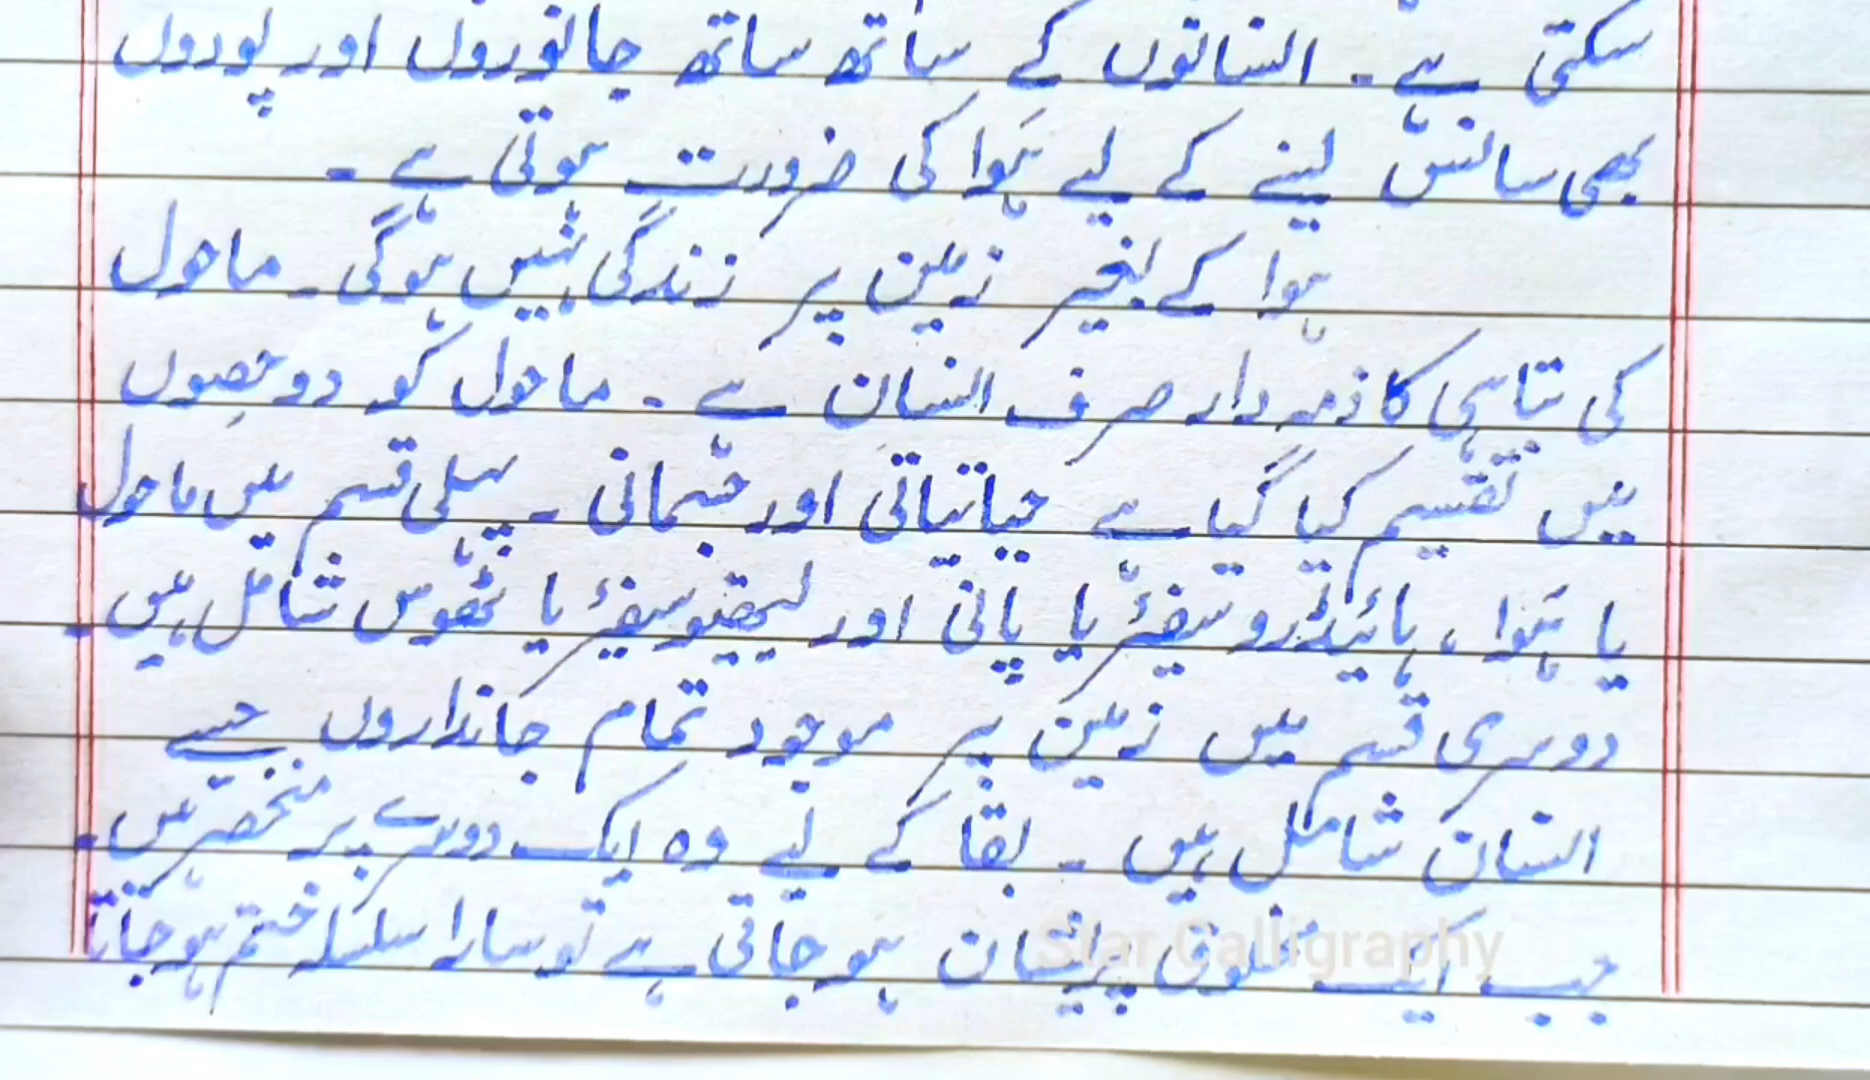 سکتی ہے۔ انسانوں کے ساتھ ساتھ جانوروں اور پودوں
بھی سانس لینے کے لیے ہَوا کی ضرورت ہوتی ہے۔
ہوا کے بغیر زمین پر زندگی نہیں ہوگی۔ ماحول
کی تباہی کا ذمہ دار صرف انسان ہے۔ ماحول کو دو حصوں
میں تقسیم کیا گیا ہے حیاتیاتی اور جسمانی۔ پہلی قسم میں ماحول
یا ہَوا، ہائیڈروسفیئر یا پانی اور لیتھوسفیئر یا ٹھوس شامل ہیں۔
دوسری قسم میں زمین پر موجود تمام جانداروں جیسے
انسان شامل ہیں۔ بقا کے لیے وہ ایک دوسرے پر منحصر ہیں۔
جب ایک مخلوق پریشان ہو جاتی ہے تو سارا سلسلہ ختم ہو جاتا
Star Calligraphy